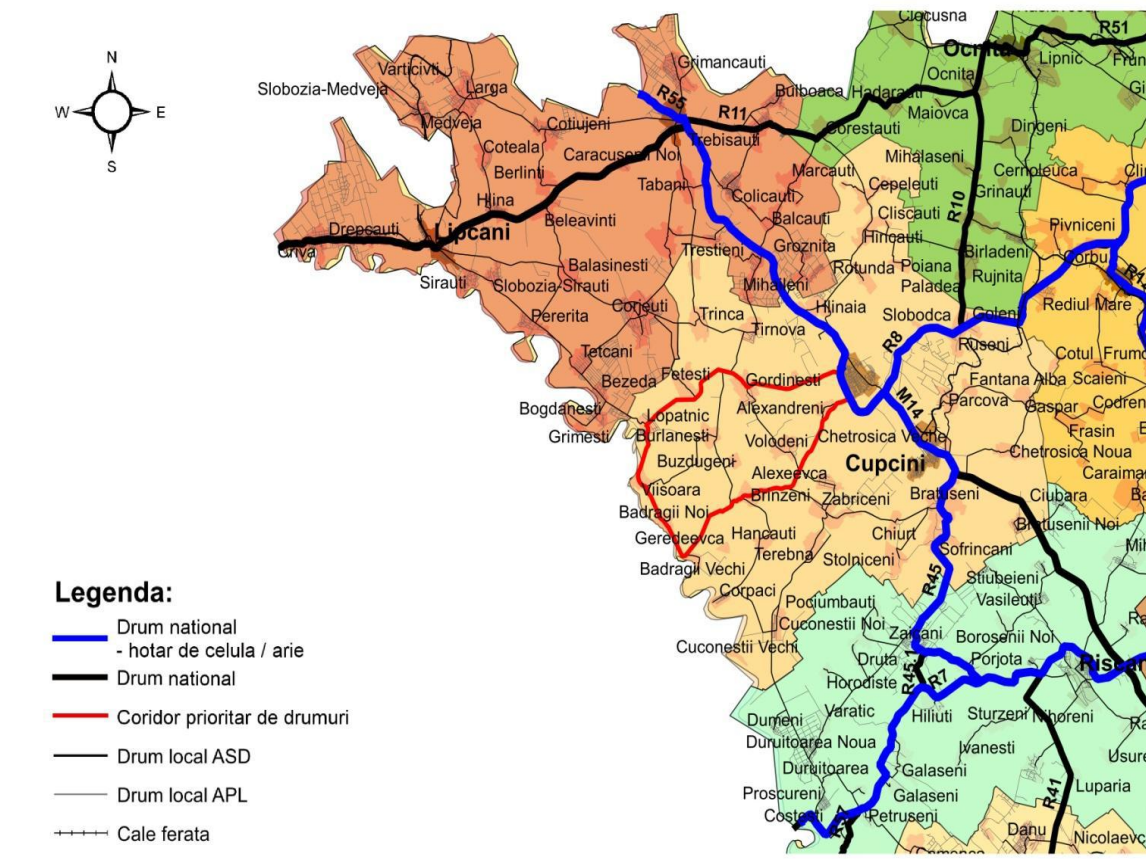 Clocusna
R51
Ocnita
Lipnic
N
W
E
S
Grimancauti
Varticivti
Slobozia-Medveja
Larga
Ocnita
R55
Bulboaca
Hadarauti
Maiovca
R11
Medveja
Cotiujeni
Trebisauti
Corestauti
Dingeni
Coteala
Caracuseni Noi
Mihalaseni
Berlinti
Marcauti
Cernoleuca
Tabani
Cepeleuti
Grinauti
Colicauti
R10
Hlina
Beleavinti
Balcauti
Cliscauti
Pivniceni
Drepcauti
Lipcani
Hincauti
Criva
Trestieni
Groznita
Birladeni
Corbu
Balasinesti
Rotunda
Poiana
Rujnita
Sirauti
Slobozia-Sirauti
Mihaileni
Paladea
Rediul Mare
Corjeuti
Hlinaia
Pererita
Trinca
Slobodca
Goleni
Tirnova
R8
Ruseni
Tetcani
Cotul
Bezeda
Fetesti
Gordinesti
Fantana Alba
Scaieni
M14
Parcova
Bogdanesti
Lopatnic
Alexandreni
Gaspar
Codren
Grimesti
Burlanesti
Volodeni
Chetrosica Veche
Frasin
Buzdugeni
Cupcini
Chetrosica Noua
Alexeevca
Caraimar
Viisoara
Brinzeni
Zabriceni
Bratuseni
Ciubara
Badragii Noi
Bratusenii Noi
Geredeevca
Hancauti
Chiurt
Terebna
Sofrincani
Badragii Vechi
Stolniceni
R45
Stiubeieni
Corpaci
Vasileuti
Pociumbauti
Cuconestii Noi
Zaicani
Borosenii Noi
Cuconestii Vechi
Druta
Porjota
R45.1
R7
Horodiste
Varatic
Dumeni
Hiliuti
Sturzeni
Nihoreni
Duruitoarea Noua
Ivanesti
Duruitoarea
Galaseni
Luparia
Proscureni
Galaseni
R41
Costesti
Petruseni
Danu
Legenda:
Drum national
- hotar de celula / arie
Drum national
Coridor prioritar de drumuri
Drum local ASD
Drum local APL
Cale ferata